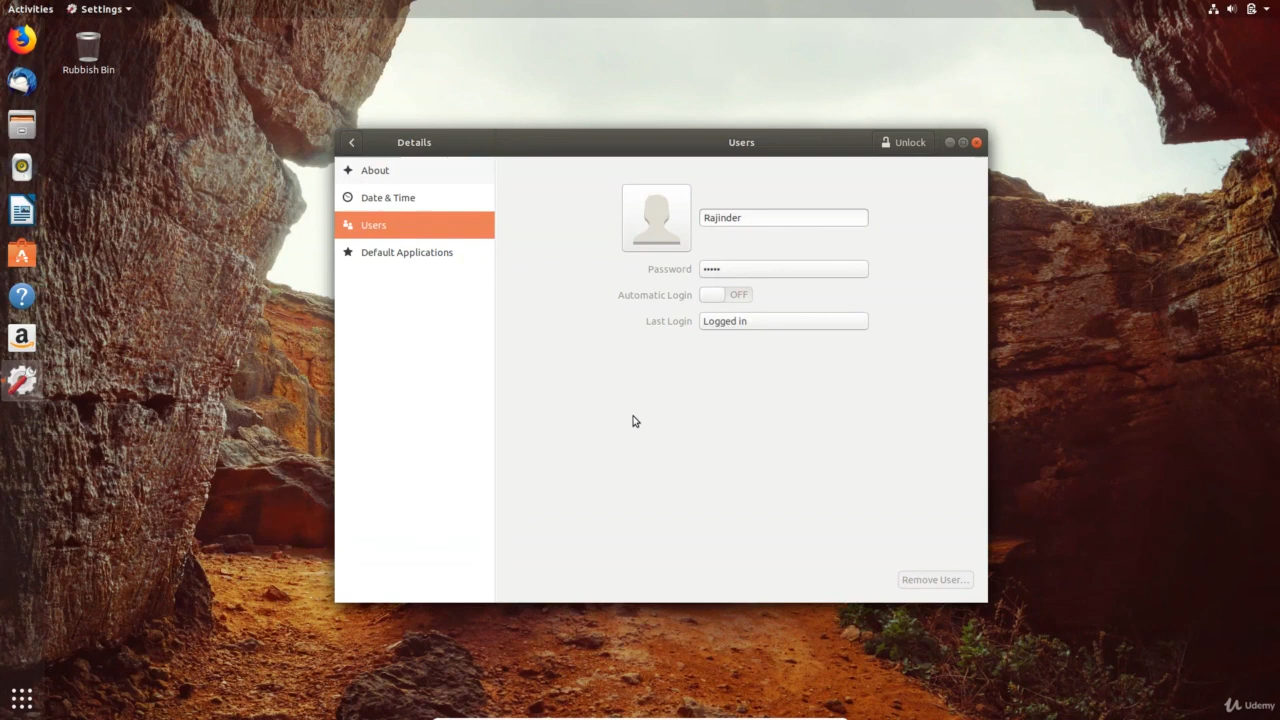 Activities
Settings
Rubbish Bin
Details
Users
Unlock
About
Date & Time
Users
Default Applications
Rajinder
Password •••••
Automatic Login OFF
Last Login Logged in
Remove User...
Udemy